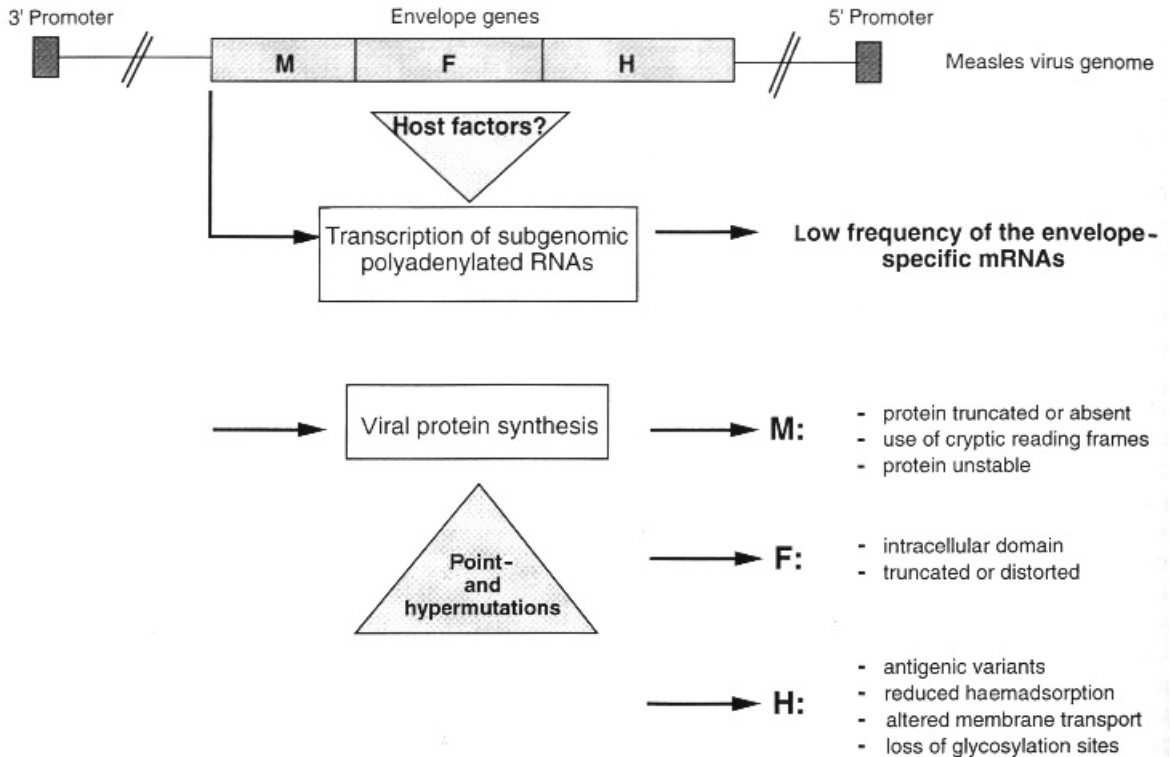 3' Promoter
Envelope genes
5' Promoter
M
F
H
Measles virus genome
Host factors?
Transcription of subgenomic
polyadenylated RNAs
Low frequency of the envelope-
specific mRNAs
Viral protein synthesis
M:
- protein truncated or absent
- use of cryptic reading frames
- protein unstable
Point-
and
hypermutations
F:
- intracellular domain
- truncated or distorted
H:
- antigenic variants
- reduced haemadsorption
- altered membrane transport
- loss of glycosylation sites